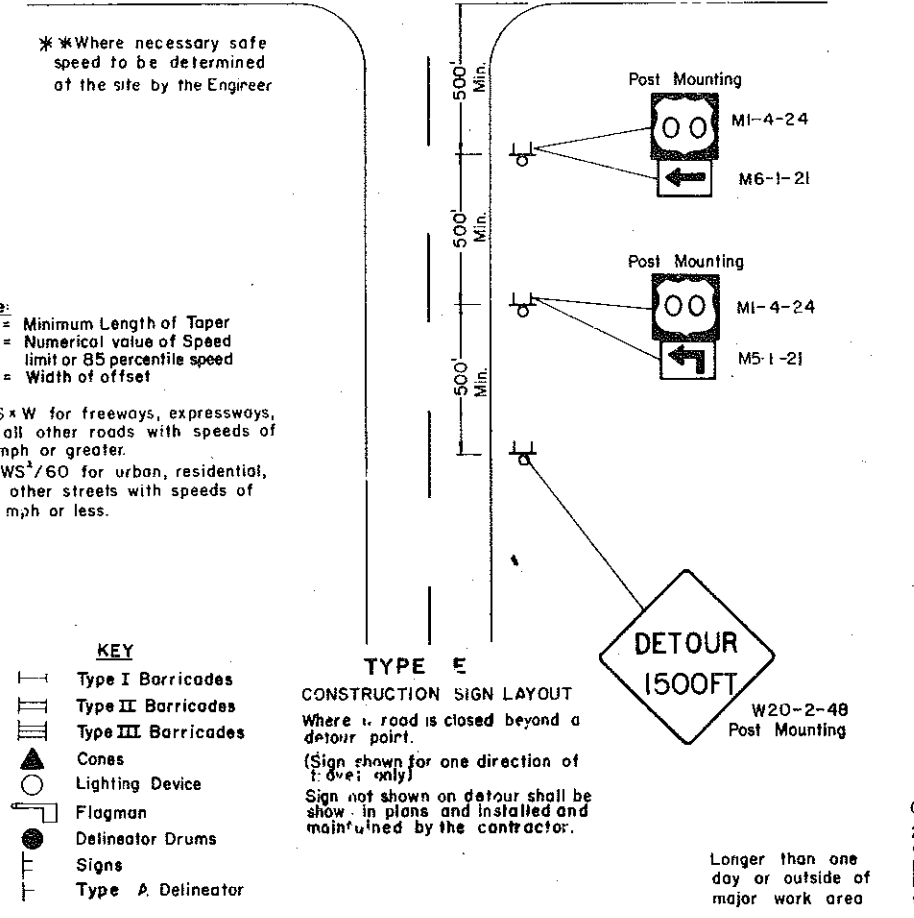 * * Where necessary safe
speed to be determined
at the site by the Engineer
500'
Min.
500'
Min.
500'
Min.
Post Mounting
00
M1-4-24
M6-1-21
Post Mounting
00
M1-4-24
M5-1-21
e:
= Minimum Length of Taper
= Numerical value of Speed
limit or 85 percentile speed
= Width of offset
S × W for freeways, expressways,
all other roads with speeds of
mph or greater.
WS²/60 for urban, residential,
other streets with speeds of
mph or less.
DETOUR
1500FT
W20-2-48
Post Mounting
KEY
Type I Barricades
Type II Barricades
Type III Barricades
Cones
Lighting Device
Flagman
Delineator Drums
Signs
Type A Delineator
TYPE E
CONSTRUCTION SIGN LAYOUT
Where road is closed beyond a
detour point.
(Sign shown for one direction of
only)
Sign not shown on detour shall be
in plans and installed and
maintained by the contractor.
Longer than one
day or outside of
major work area